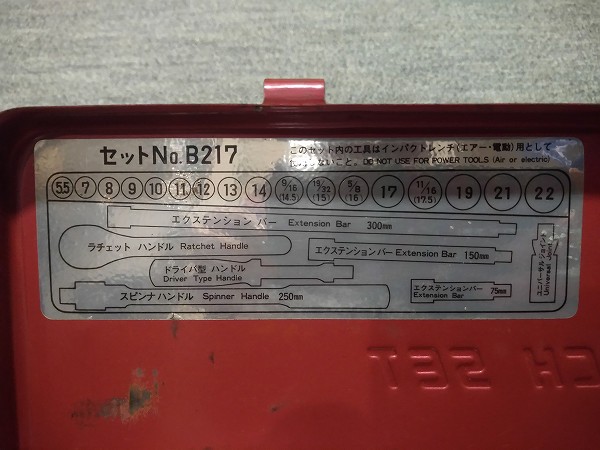 セットNo.B217
このセット内の工具はインパクトレンチ(エアー・電動)用として
しないこと。DO NOT USE FOR POWER TOOLS (Air or electric)
5.5 7 8 9 10 11 12 13 14 9/16 (14.5) 19/32 (15) 5/8 (16) 17 11/16 (17.5) 19 21 22
エクステンション バー Extension Bar 300mm
ラチェット ハンドル Ratchet Handle
エクステンションバー Extension Bar 150mm
ドライバ型 ハンドル
Driver Type Handle
スピンナハンドル Spinner Handle 250mm
エクステンションバー
Extension Bar 75mm
ユニバーサルジョイント
Universal Joint
CH SET